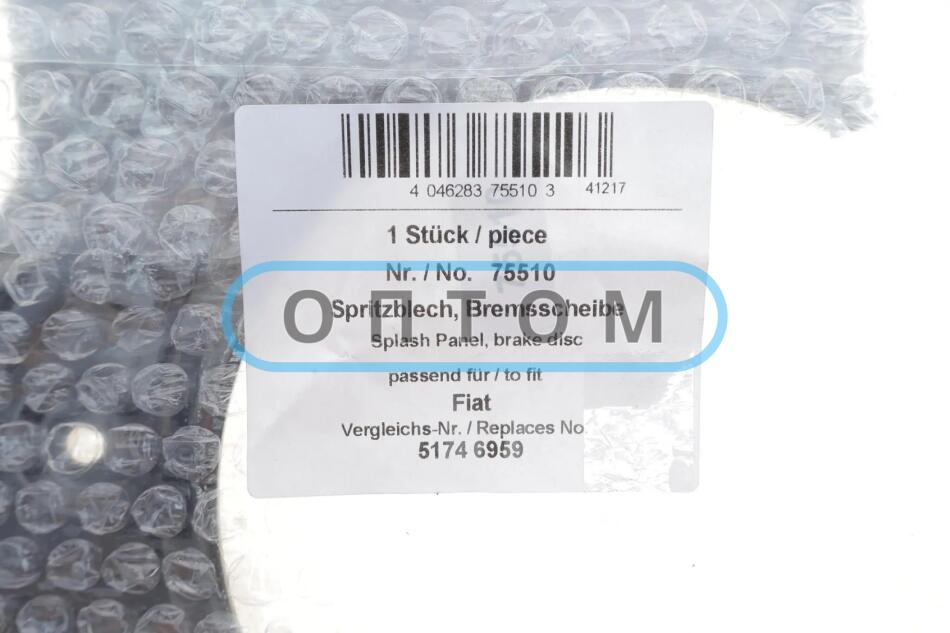 4 046283 75510 3 41217
1 Stück / piece
Nr. / No. 75510
Spritzblech, Bremsscheibe
ОПТОМ
Splash Panel, brake disc
passend für / to fit
Fiat
Vergleichs-Nr. / Replaces No
5174 6959